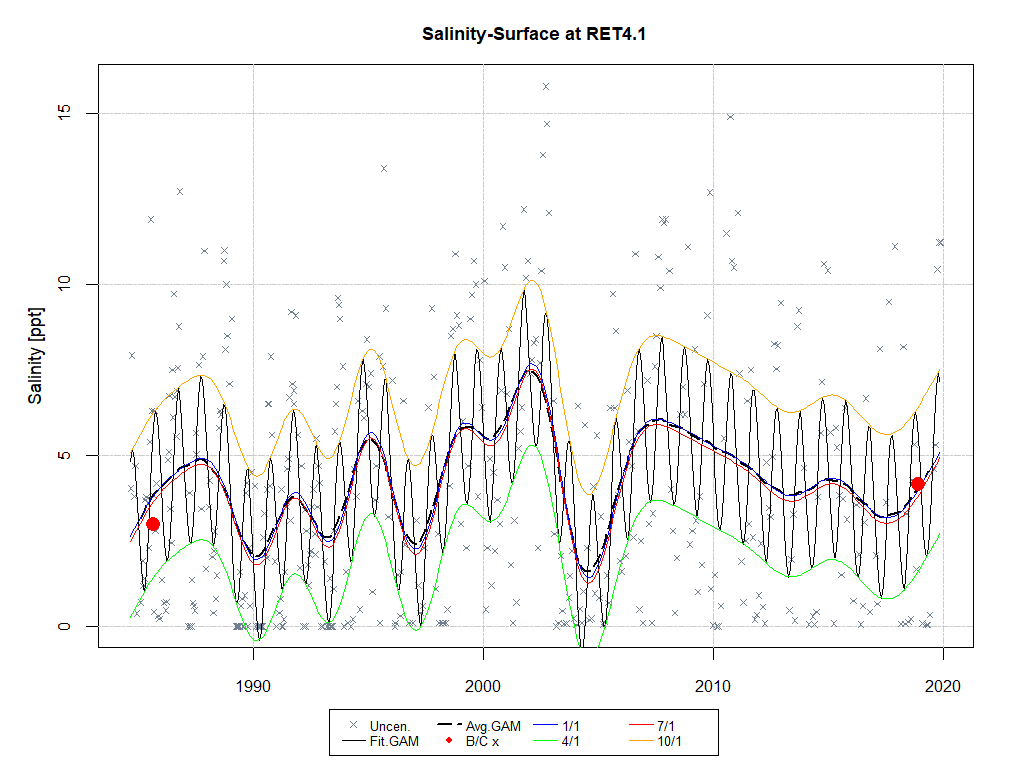 Salinity-Surface at RET4.1
Salinity [ppt]
15
10
5
0
1990 2000 2010 2020
Uncen. Avg.GAM 1/1 7/1
Fit.GAM B/C x 4/1 10/1